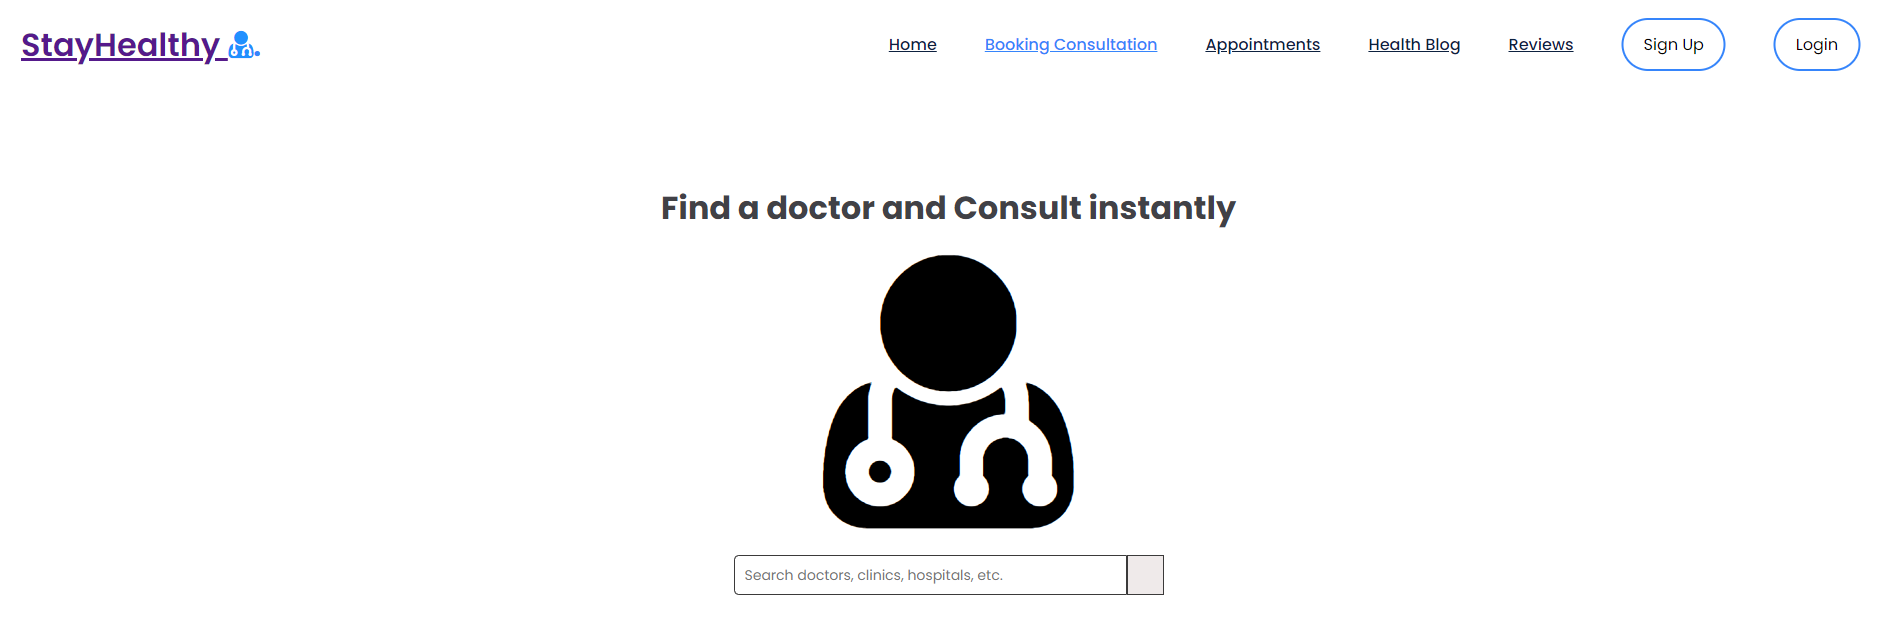 StayHealthy .
Home Booking Consultation Appointments Health Blog Reviews Sign Up Login
Find a doctor and Consult instantly
Search doctors, clinics, hospitals, etc.